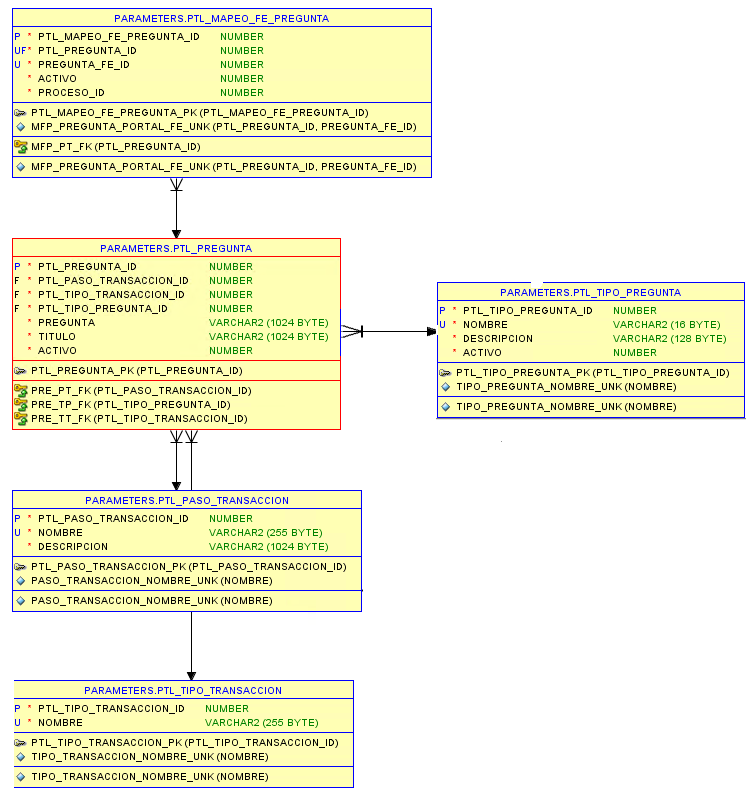 PARAMETERS.PTL_MAPEO_FE_PREGUNTA
P * PTL_MAPEO_FE_PREGUNTA_ID NUMBER
UF* PTL_PREGUNTA_ID NUMBER
U * PREGUNTA_FE_ID NUMBER
* ACTIVO NUMBER
* PROCESO_ID NUMBER
PTL_MAPEO_FE_PREGUNTA_PK (PTL_MAPEO_FE_PREGUNTA_ID)
MFP_PREGUNTA_PORTAL_FE_UNK (PTL_PREGUNTA_ID, PREGUNTA_FE_ID)
MFP_PT_FK (PTL_PREGUNTA_ID)
MFP_PREGUNTA_PORTAL_FE_UNK (PTL_PREGUNTA_ID, PREGUNTA_FE_ID)
PARAMETERS.PTL_PREGUNTA
P * PTL_PREGUNTA_ID NUMBER
F * PTL_PASO_TRANSACCION_ID NUMBER
F * PTL_TIPO_TRANSACCION_ID NUMBER
F * PTL_TIPO_PREGUNTA_ID NUMBER
* PREGUNTA VARCHAR2 (1024 BYTE)
* TITULO VARCHAR2 (1024 BYTE)
* ACTIVO NUMBER
PTL_PREGUNTA_PK (PTL_PREGUNTA_ID)
PRE_PT_FK (PTL_PASO_TRANSACCION_ID)
PRE_TP_FK (PTL_TIPO_PREGUNTA_ID)
PRE_TT_FK (PTL_TIPO_TRANSACCION_ID)
PARAMETERS.PTL_TIPO_PREGUNTA
P * PTL_TIPO_PREGUNTA_ID NUMBER
U * NOMBRE VARCHAR2 (16 BYTE)
* DESCRIPCION VARCHAR2 (128 BYTE)
* ACTIVO NUMBER
PTL_TIPO_PREGUNTA_PK (PTL_TIPO_PREGUNTA_ID)
TIPO_PREGUNTA_NOMBRE_UNK (NOMBRE)
TIPO_PREGUNTA_NOMBRE_UNK (NOMBRE)
PARAMETERS.PTL_PASO_TRANSACCION
P * PTL_PASO_TRANSACCION_ID NUMBER
U * NOMBRE VARCHAR2 (255 BYTE)
* DESCRIPCION VARCHAR2 (1024 BYTE)
PTL_PASO_TRANSACCION_PK (PTL_PASO_TRANSACCION_ID)
PASO_TRANSACCION_NOMBRE_UNK (NOMBRE)
PASO_TRANSACCION_NOMBRE_UNK (NOMBRE)
PARAMETERS.PTL_TIPO_TRANSACCION
P * PTL_TIPO_TRANSACCION_ID NUMBER
U * NOMBRE VARCHAR2 (255 BYTE)
PTL_TIPO_TRANSACCION_PK (PTL_TIPO_TRANSACCION_ID)
TIPO_TRANSACCION_NOMBRE_UNK (NOMBRE)
TIPO_TRANSACCION_NOMBRE_UNK (NOMBRE)